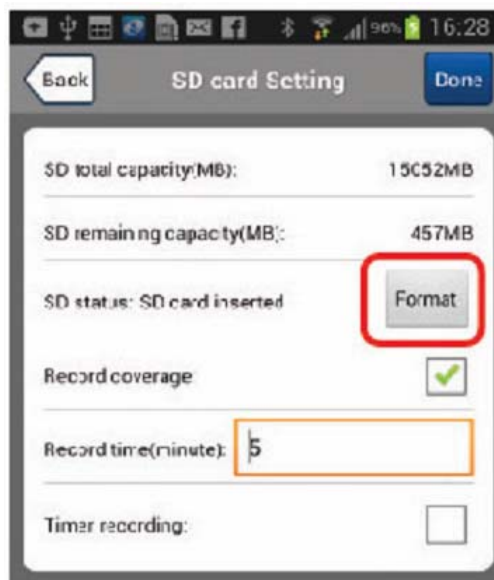 96% 16:28
Back SD card Setting Done
SD total capacity(MB): 15052MB
SD remaining capacity(MB): 457MB
SD status: SD card inserted Format
Record coverage
Record time(minute): 5
Timer recording: